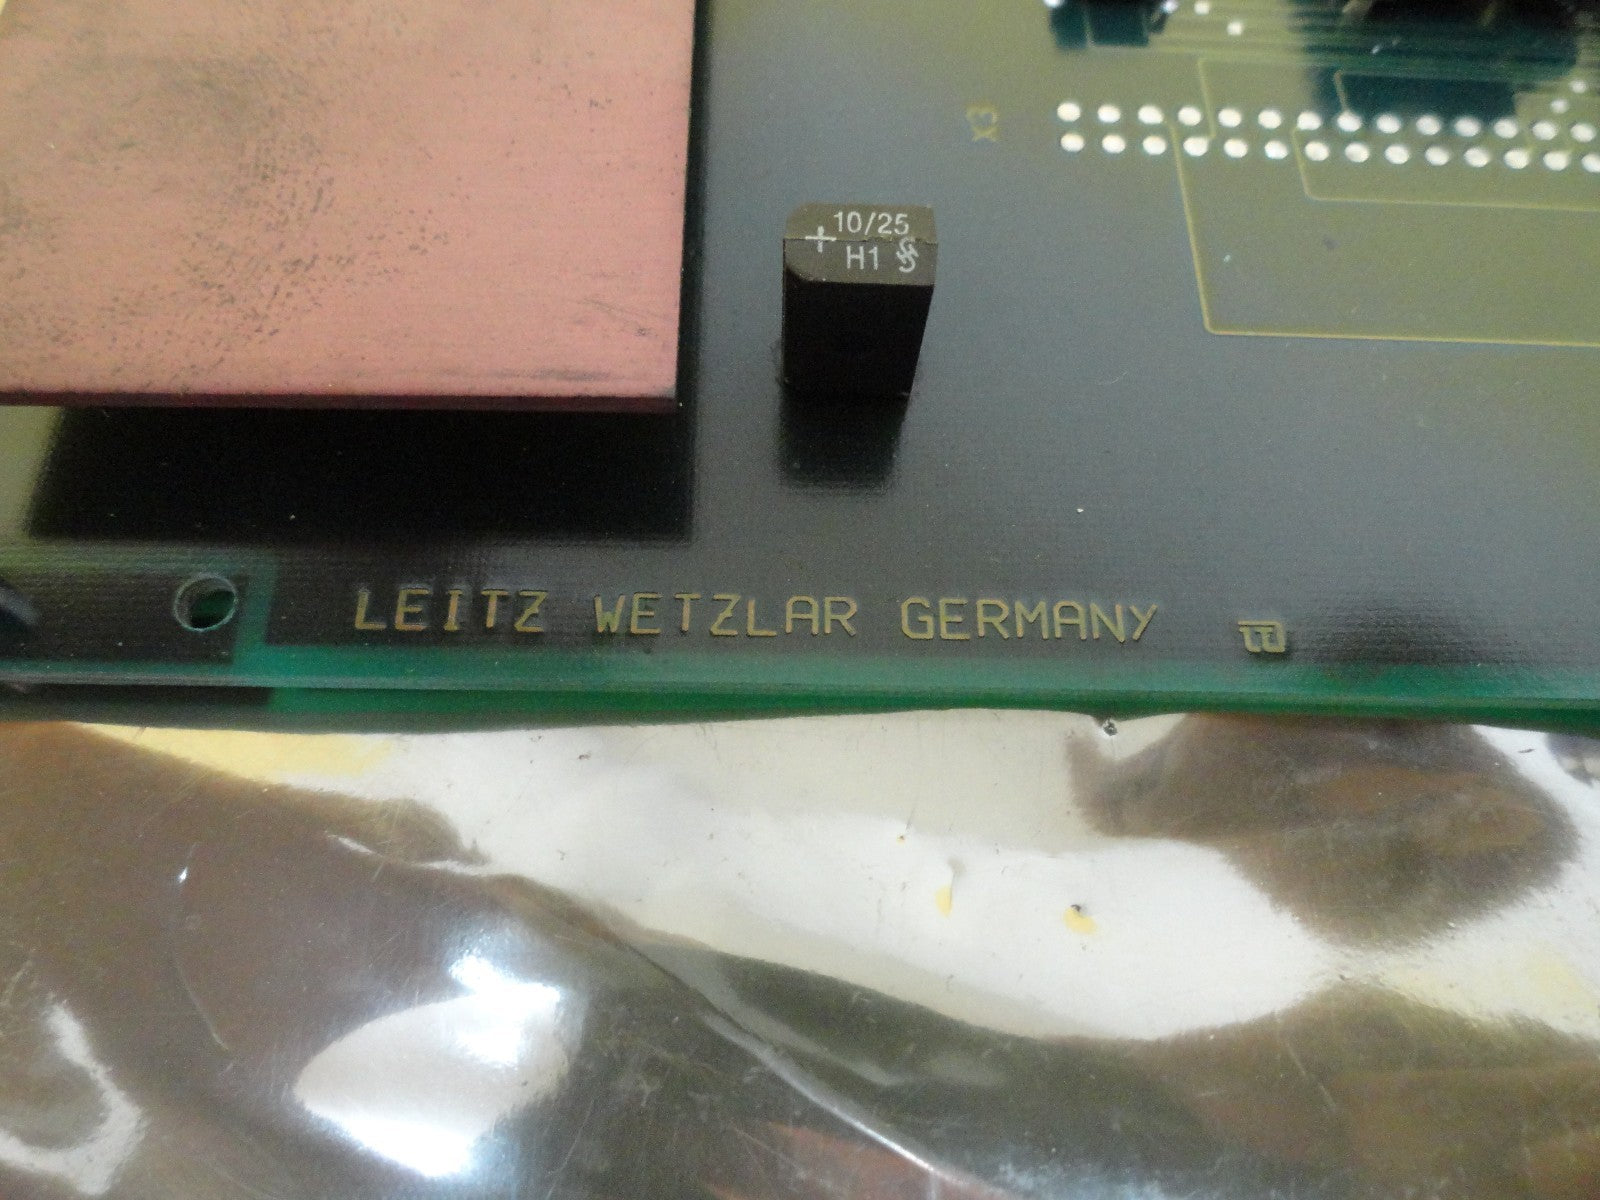 X3
+ 10/25
H1
LEITZ WETZLAR GERMANY